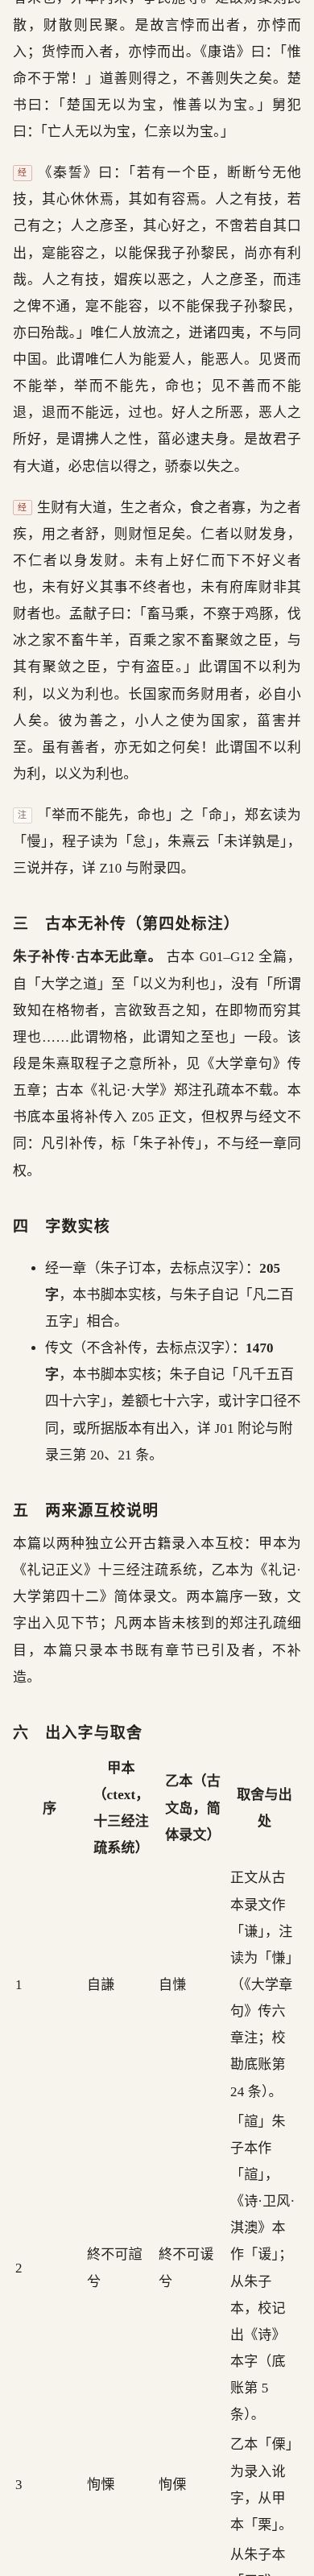 散，财散则民聚。是故言悖而出者，亦悖而
入；货悖而入者，亦悖而出。《康诰》曰：「惟
命不于常！」道善则得之，不善则失之矣。楚
书曰：「楚国无以为宝，惟善以为宝。」舅犯
曰：「亡人无以为宝，仁亲以为宝。」
经 《秦誓》曰：「若有一个臣，断断兮无他
技，其心休休焉，其如有容焉。人之有技，若
己有之；人之彦圣，其心好之，不啻若自其口
出，寔能容之，以能保我子孙黎民，尚亦有利
哉。人之有技，媢疾以恶之，人之彦圣，而违
之俾不通，寔不能容，以不能保我子孙黎民，
亦曰殆哉。」唯仁人放流之，迸诸四夷，不与同
中国。此谓唯仁人为能爱人，能恶人。见贤而
不能举，举而不能先，命也；见不善而不能
退，退而不能远，过也。好人之所恶，恶人之
所好，是谓拂人之性，菑必逮夫身。是故君子
有大道，必忠信以得之，骄泰以失之。
经 生财有大道，生之者众，食之者寡，为之者
疾，用之者舒，则财恒足矣。仁者以财发身，
不仁者以身发财。未有上好仁而下不好义者
也，未有好义其事不终者也，未有府库财非其
财者也。孟献子曰：「畜马乘，不察于鸡豚，伐
冰之家不畜牛羊，百乘之家不畜聚敛之臣，与
其有聚敛之臣，宁有盗臣。」此谓国不以利为
利，以义为利也。长国家而务财用者，必自小
人矣。彼为善之，小人之使为国家，菑害并
至。虽有善者，亦无如之何矣！此谓国不以利
为利，以义为利也。
注 「举而不能先，命也」之「命」，郑玄读为
「慢」，程子读为「怠」，朱熹云「未详孰是」，
三说并存，详 Z10 与附录四。
三 古本无补传（第四处标注）
朱子补传·古本无此章。 古本 G01–G12 全篇，
自「大学之道」至「以义为利也」，没有「所谓
致知在格物者，言欲致吾之知，在即物而穷其
理也……此谓物格，此谓知之至也」一段。该
段是朱熹取程子之意所补，见《大学章句》传
五章；古本《礼记·大学》郑注孔疏本不载。本
书底本虽将补传入 Z05 正文，但权界与经文不
同：凡引补传，标「朱子补传」，不与经一章同
权。
四 字数实核
• 经一章（朱子订本，去标点汉字）：205
字，本书脚本实核，与朱子自记「凡二百
五字」相合。
• 传文（不含补传，去标点汉字）：1470
字，本书脚本实核；朱子自记「凡千五百
四十六字」，差额七十六字，或计字口径不
同，或所据版本有出入，详 J01 附论与附
录三第 20、21 条。
五 两来源互校说明
本篇以两种独立公开古籍录入本互校：甲本为
《礼记正义》十三经注疏系统，乙本为《礼记·
大学第四十二》简体录文。两本篇序一致，文
字出入见下节；凡两本皆未核到的郑注孔疏细
目，本篇只录本书既有章节已引及者，不补
造。
六 出入字与取舍
序
甲本
（ctext，
十三经注
疏系统）
乙本（古
文岛，简
体录文）
取舍与出
处
1
自謙
自慊
正文从古
本录文作
「谦」，注
读为「慊」
（《大学章
句》传六
章注；校
勘底账第
24 条）。
2
終不可諠
兮
終不可谖
兮
「諠」朱
子本作
「諠」，
《诗·卫风·
淇澳》本
作「谖」；
从朱子
本，校记
出《诗》
本字（底
账第 5
条）。
3
恂慄
恂傈
乙本「傈」
为录入讹
字，从甲
本「栗」。
从朱子本